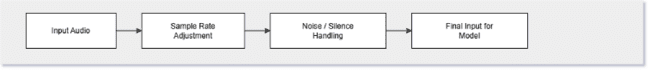 Input Audio
Sample Rate
Adjustment
Noise / Silence
Handling
Final Input for
Model